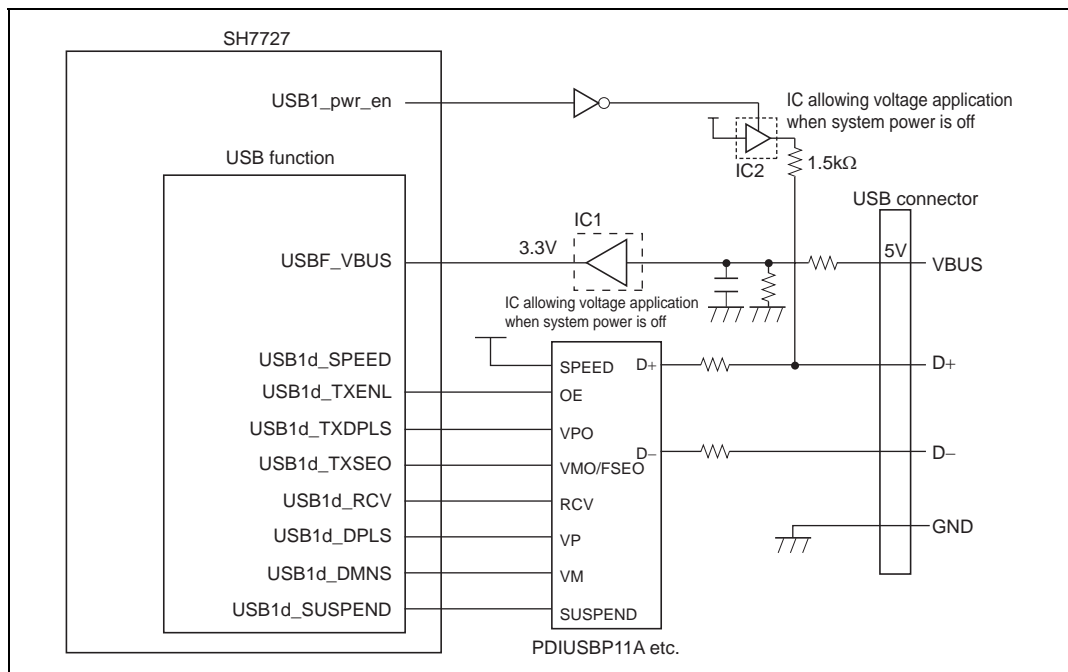 SH7727
USB1_pwr_en
IC allowing voltage application
when system power is off
IC2
1.5kΩ
USB function
USB connector
IC1
3.3V
5V
USBF_VBUS
VBUS
IC allowing voltage application
when system power is off
USB1d_SPEED
SPEED
D+
D+
USB1d_TXENL
OE
USB1d_TXDPLS
VPO
USB1d_TXSEO
VMO/FSEO
D−
D−
USB1d_RCV
RCV
USB1d_DPLS
VP
GND
USB1d_DMNS
VM
USB1d_SUSPEND
SUSPEND
PDIUSBP11A etc.